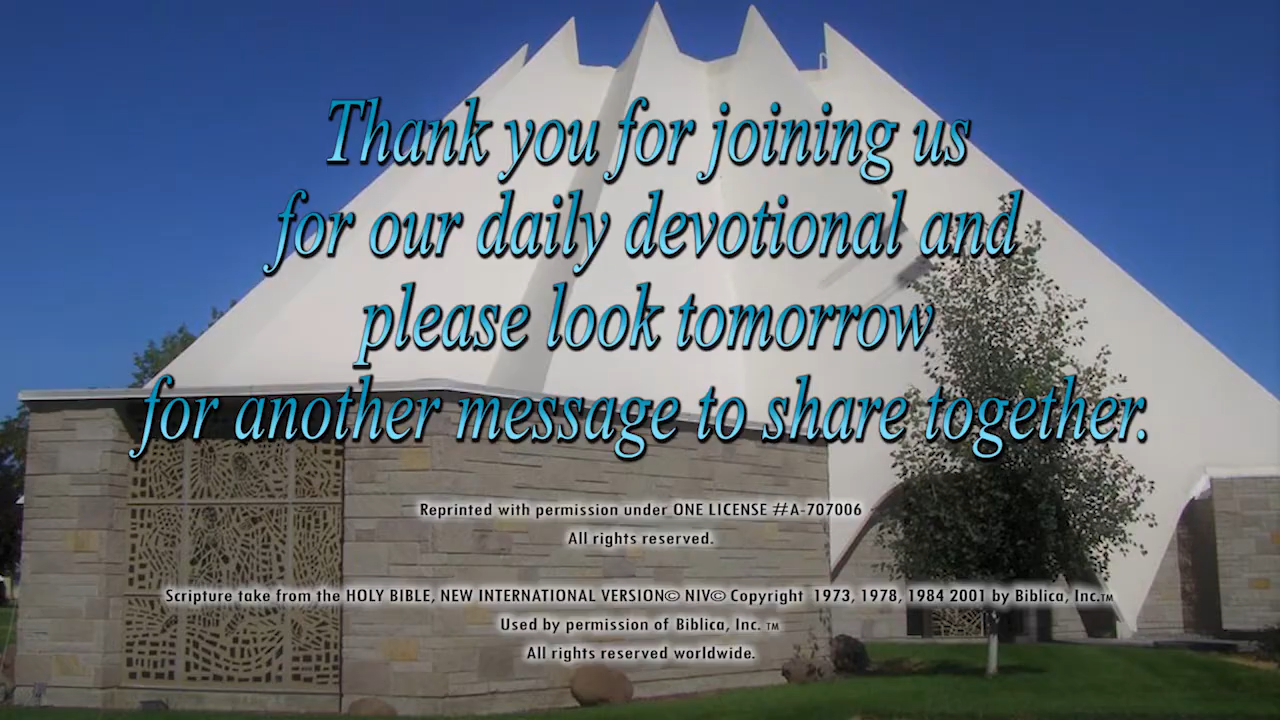 Thank you for joining us
for our daily devotional and
please look tomorrow
for another message to share together.
Reprinted with permission under ONE LICENSE #A-707006
All rights reserved.
Scripture take from the HOLY BIBLE, NEW INTERNATIONAL VERSION© NIV© Copyright 1973, 1978, 1984 2001 by Biblica, Inc.™
Used by permission of Biblica, Inc. ™
All rights reserved worldwide.